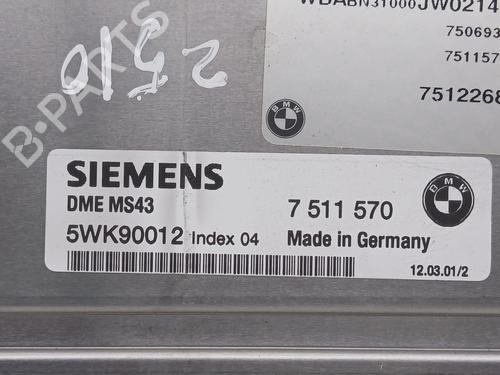 WBABN31000JW0214
750693
751157
7512268
BMW
2510
B-PARTS
SIEMENS
DME MS43
7 511 570
BMW
5WK90012 Index 04
Made in Germany
12.03.01/2